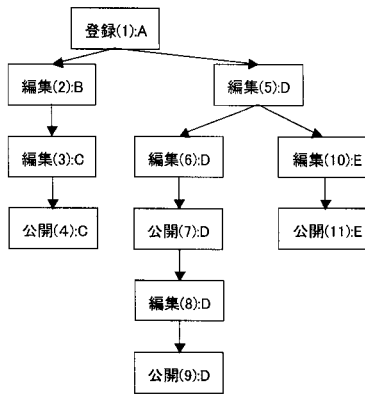 登録(1):A
編集(2):B
編集(5):D
編集(3):C
編集(6):D
編集(10):E
公開(4):C
公開(7):D
公開(11):E
編集(8):D
公開(9):D